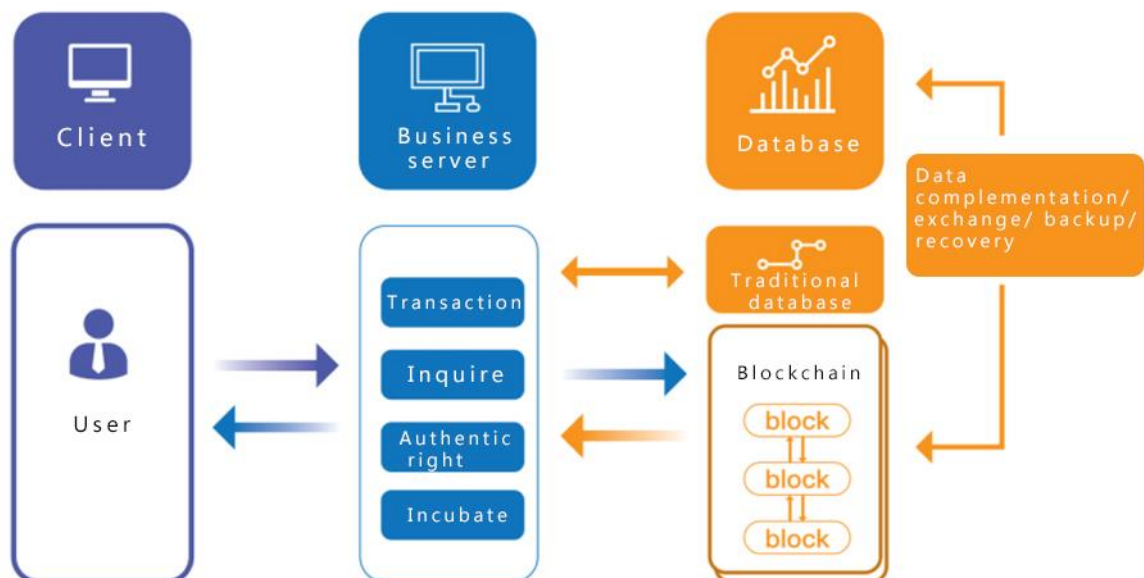 Client
Business
server
Database
Data
complementation/
exchange/ backup/
recovery
User
Transaction
Inquire
Authentic
right
Incubate
Traditional
database
Blockchain
block
block
block